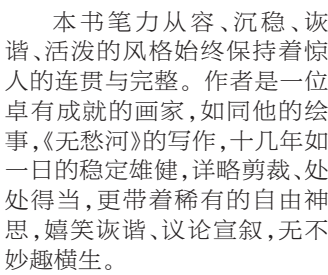 本书笔力从容、沉稳、诙
谐、活泼的风格始终保持着惊
人的连贯与完整。作者是一位
卓有成就的画家,如同他的绘
事,《无愁河》的写作,十几年如
一日的稳定雄健,详略剪裁、处
处得当,更带着稀有的自由神
思,嬉笑诙谐、议论宣叙,无不
妙趣横生。